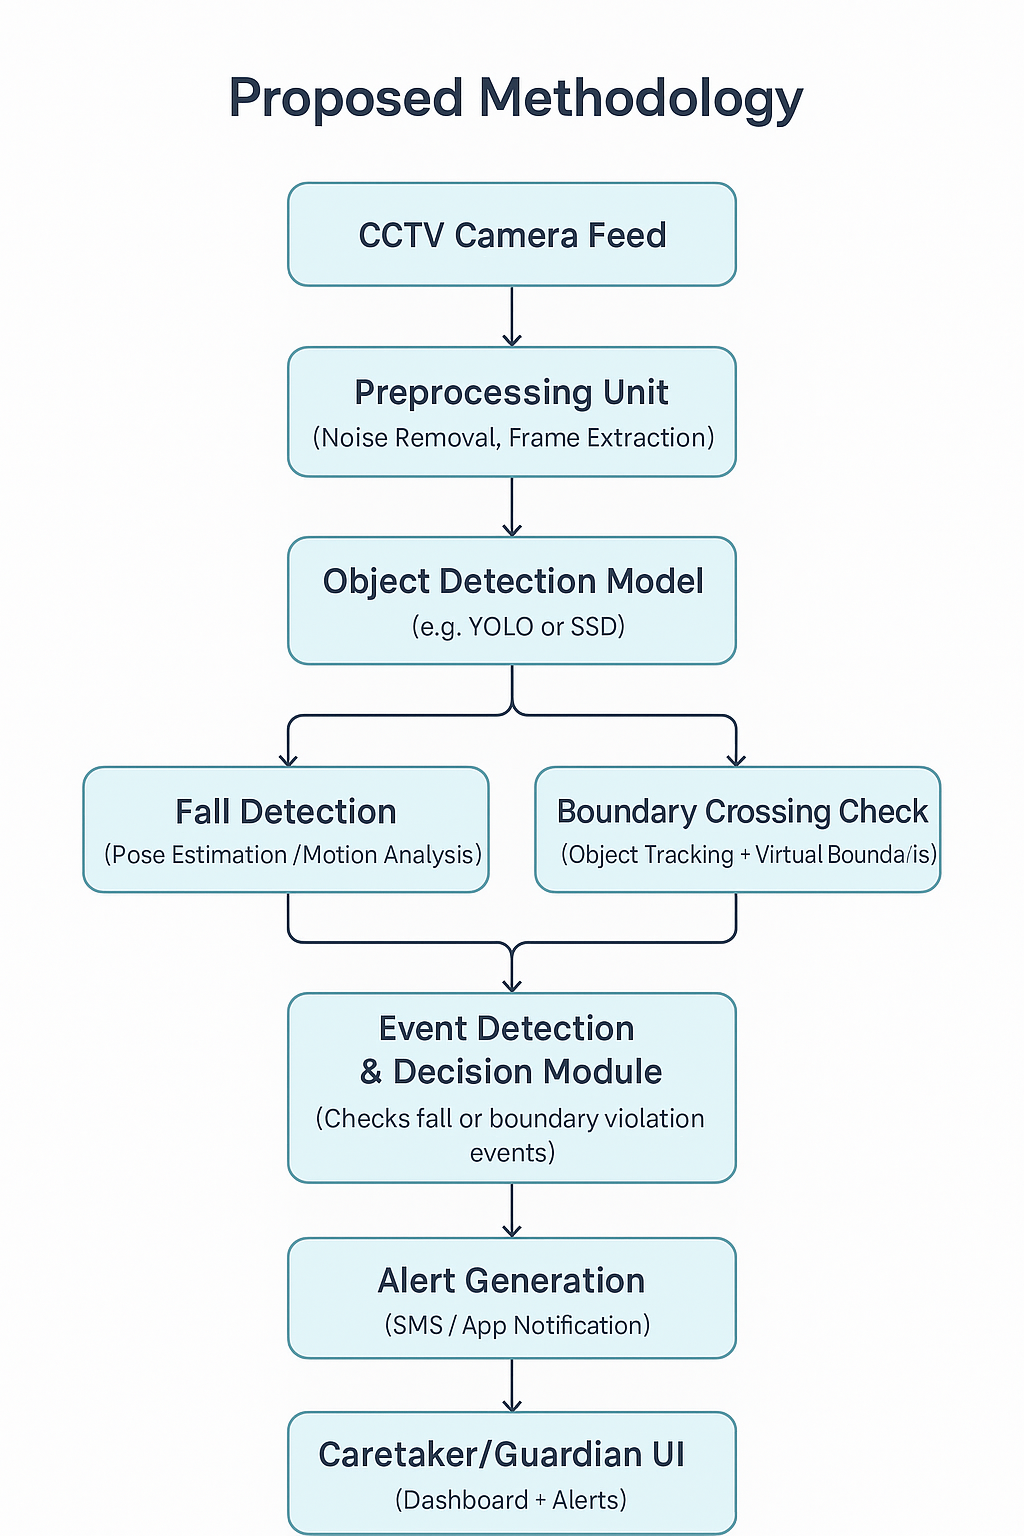 Proposed Methodology
CCTV Camera Feed
Preprocessing Unit
(Noise Removal, Frame Extraction)
Object Detection Model
(e.g. YOLO or SSD)
Fall Detection
(Pose Estimation /Motion Analysis)
Boundary Crossing Check
(Object Tracking + Virtual Bounda/is)
Event Detection
& Decision Module
(Checks fall or boundary violation
events)
Alert Generation
(SMS / App Notification)
Caretaker/Guardian UI
(Dashboard + Alerts)